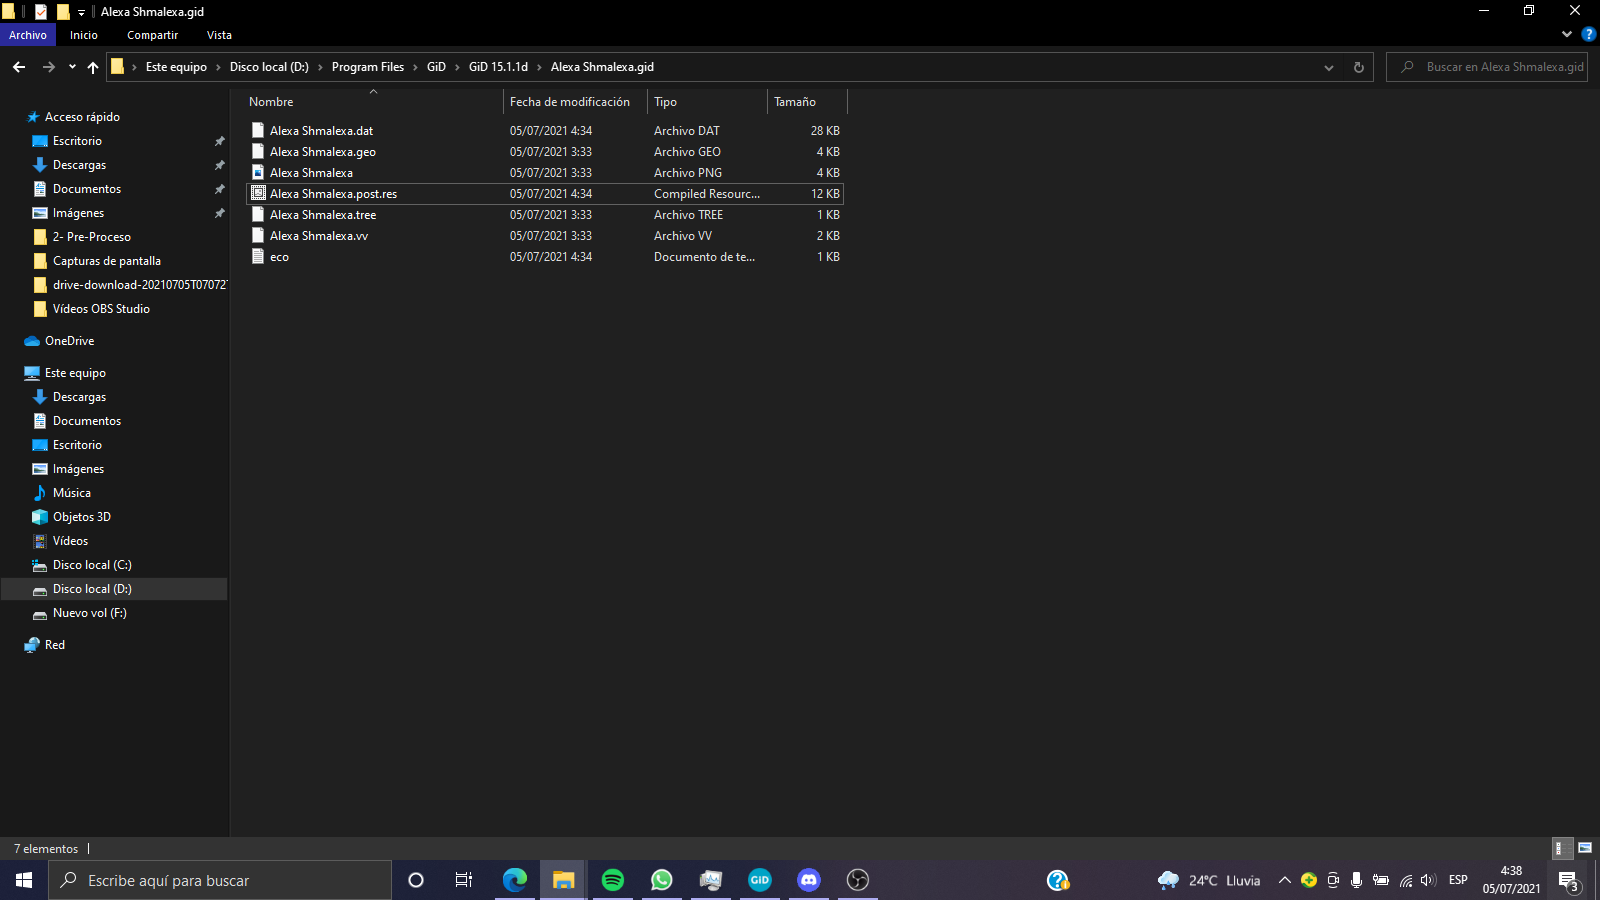 Alexa Shmalexa.gid
Archivo Inicio Compartir Vista
Este equipo Disco local (D:) Program Files GiD GiD 15.1.1d Alexa Shmalexa.gid
Buscar en Alexa Shmalexa.gid
Nombre Fecha de modificación Tipo Tamaño
Alexa Shmalexa.dat 05/07/2021 4:34 Archivo DAT 28 KB
Alexa Shmalexa.geo 05/07/2021 3:33 Archivo GEO 4 KB
Alexa Shmalexa 05/07/2021 3:33 Archivo PNG 4 KB
Alexa Shmalexa.post.res 05/07/2021 4:34 Compiled Resourc... 12 KB
Alexa Shmalexa.tree 05/07/2021 3:33 Archivo TREE 1 KB
Alexa Shmalexa.vv 05/07/2021 3:33 Archivo VV 2 KB
eco 05/07/2021 4:34 Documento de te... 1 KB
Acceso rápido
Escritorio
Descargas
Documentos
Imágenes
2- Pre-Proceso
Capturas de pantalla
drive-download-20210705T07072
Vídeos OBS Studio
OneDrive
Este equipo
Descargas
Documentos
Escritorio
Imágenes
Música
Objetos 3D
Vídeos
Disco local (C:)
Disco local (D:)
Nuevo vol (F:)
Red
7 elementos
Escribe aquí para buscar
GiD
24°C Lluvia
ESP
4:38
05/07/2021
3